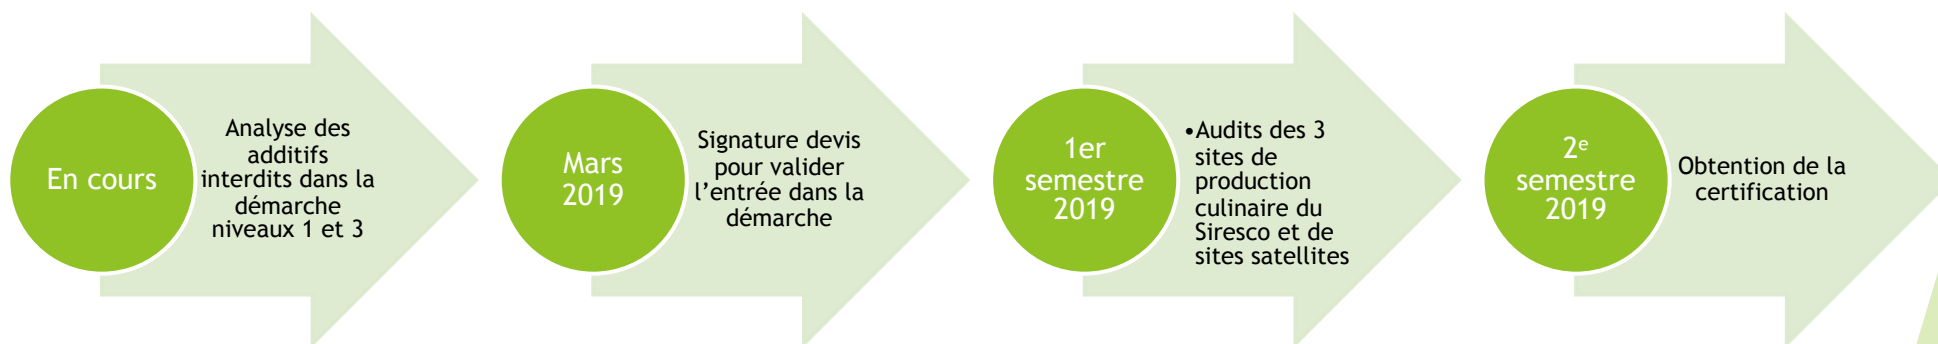 En cours
Analyse des
additifs
interdits dans la
démarche
niveaux 1 et 3
Mars
2019
Signature devis
pour valider
l’entrée dans la
démarche
1er
semestre
2019
•Audits des 3
sites de
production
culinaire du
Siresco et de
sites satellites
2e
semestre
2019
Obtention de la
certification